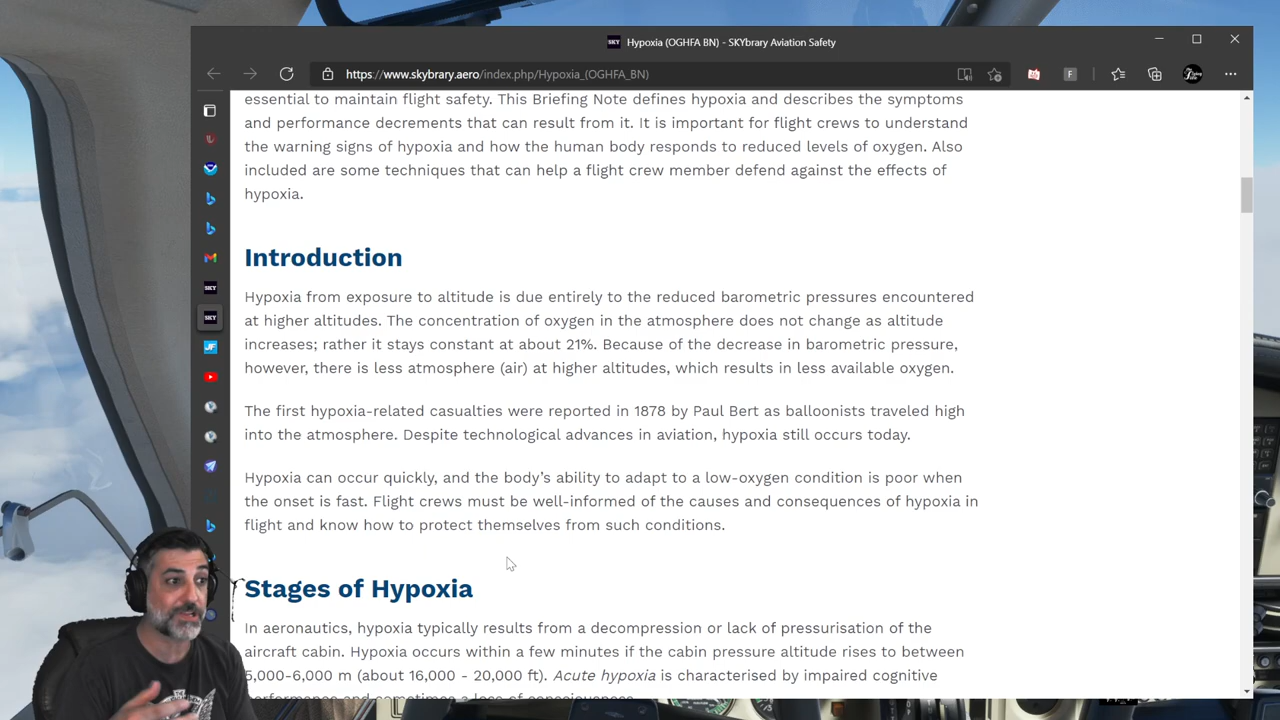 SKY Hypoxia (OGHFA BN) - SKYbrary Aviation Safety
https://www.skybrary.aero/index.php/Hypoxia_(OGHFA_BN)
essential to maintain flight safety. This Briefing Note defines hypoxia and describes the symptoms
and performance decrements that can result from it. It is important for flight crews to understand
the warning signs of hypoxia and how the human body responds to reduced levels of oxygen. Also
included are some techniques that can help a flight crew member defend against the effects of
hypoxia.
Introduction
Hypoxia from exposure to altitude is due entirely to the reduced barometric pressures encountered
at higher altitudes. The concentration of oxygen in the atmosphere does not change as altitude
increases; rather it stays constant at about 21%. Because of the decrease in barometric pressure,
however, there is less atmosphere (air) at higher altitudes, which results in less available oxygen.
The first hypoxia-related casualties were reported in 1878 by Paul Bert as balloonists traveled high
into the atmosphere. Despite technological advances in aviation, hypoxia still occurs today.
Hypoxia can occur quickly, and the body's ability to adapt to a low-oxygen condition is poor when
the onset is fast. Flight crews must be well-informed of the causes and consequences of hypoxia in
flight and know how to protect themselves from such conditions.
Stages of Hypoxia
In aeronautics, hypoxia typically results from a decompression or lack of pressurisation of the
aircraft cabin. Hypoxia occurs within a few minutes if the cabin pressure altitude rises to between
5,000-6,000 m (about 16,000 - 20,000 ft). Acute hypoxia is characterised by impaired cognitive
performance and sometimes a loss of consciousness.
SKY
SKY
JF
F